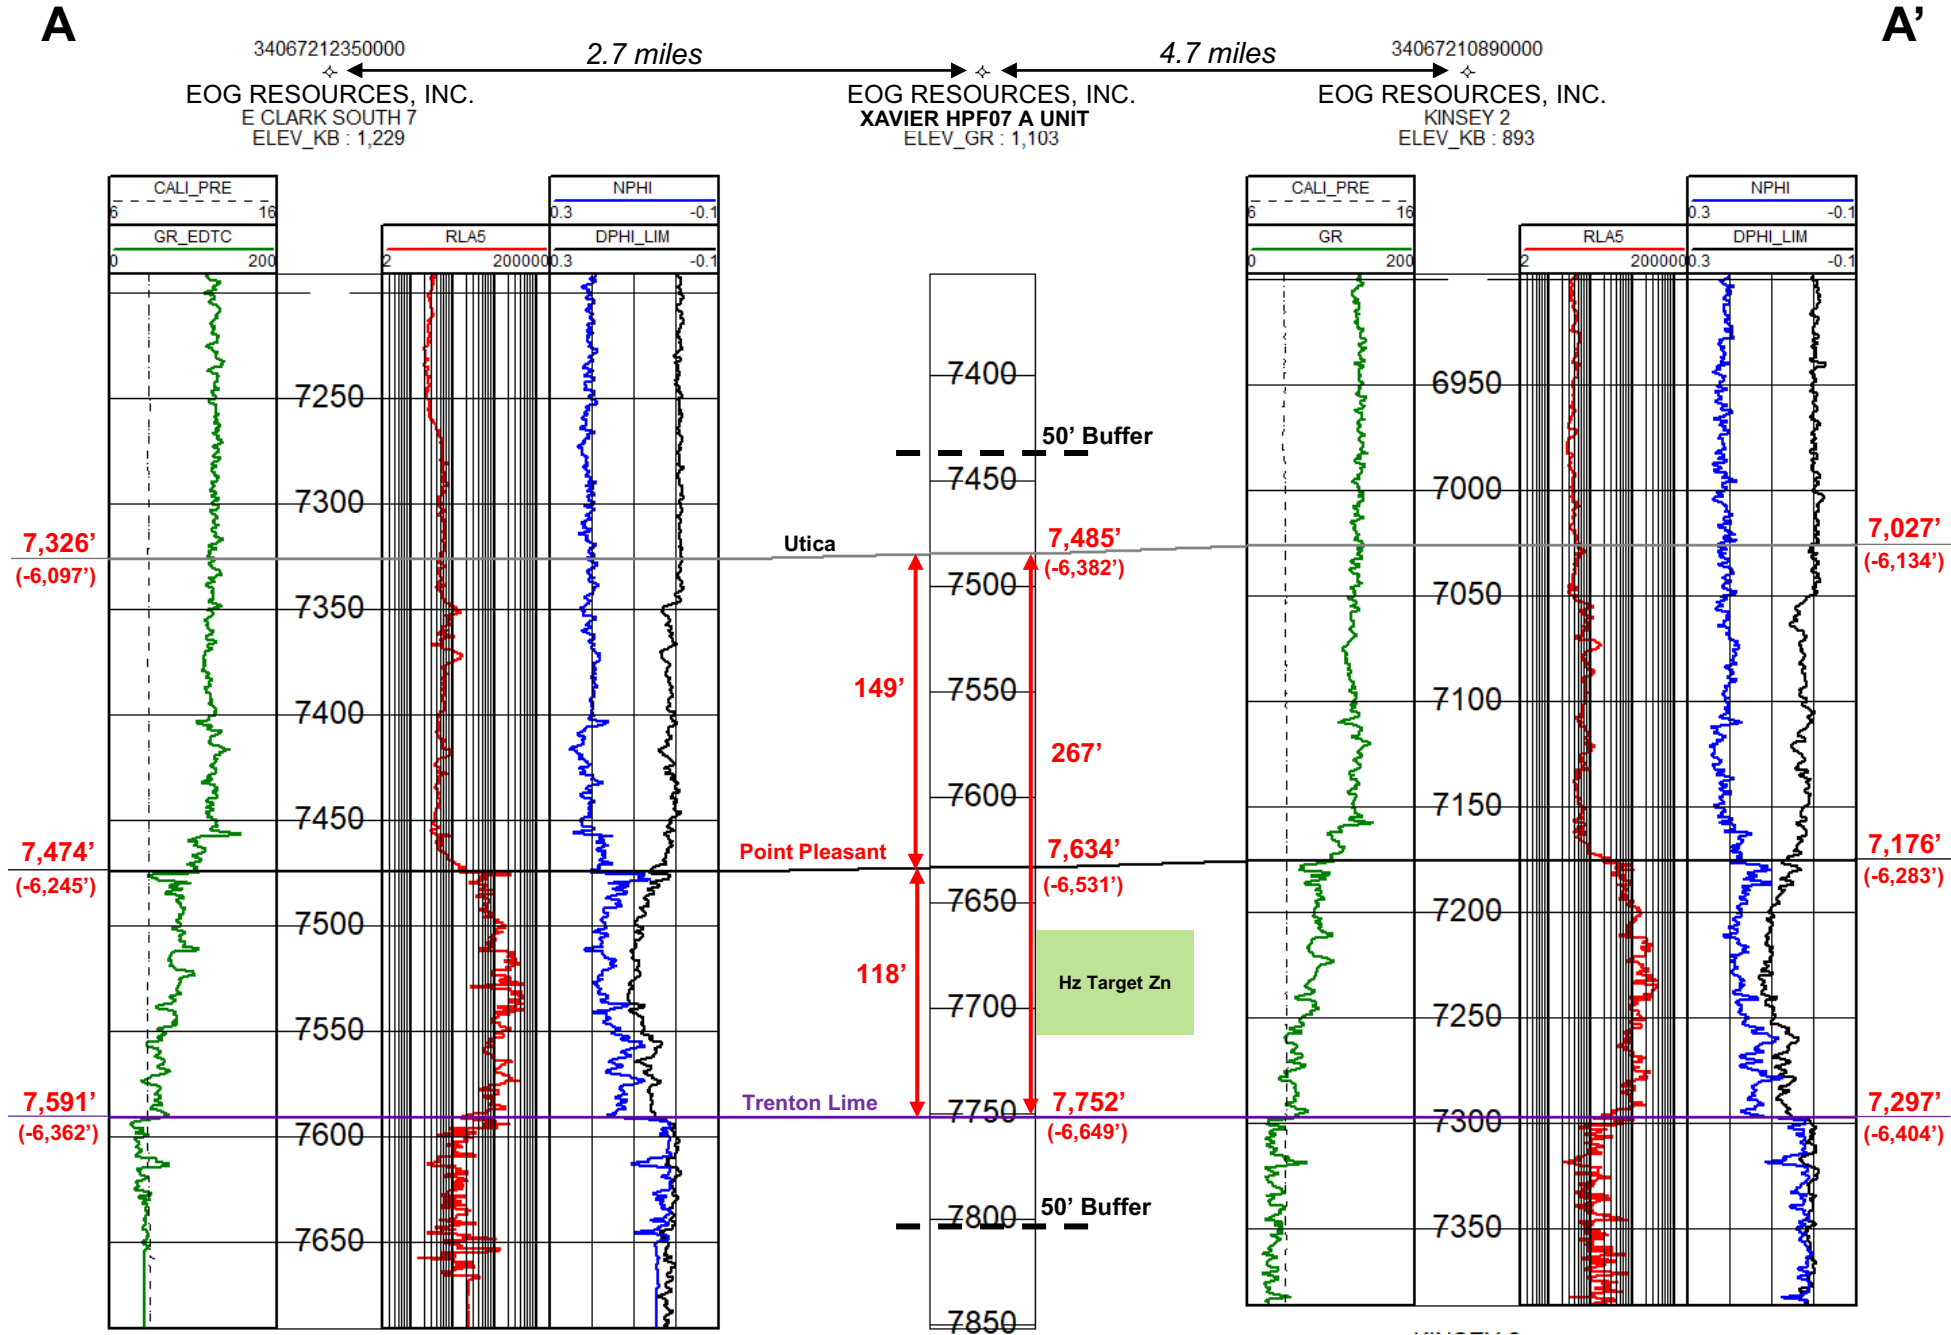 A
A'
34067212350000
2.7 miles
4.7 miles
34067210890000
EOG RESOURCES, INC.
E CLARK SOUTH 7
ELEV_KB : 1,229
EOG RESOURCES, INC.
XAVIER HPF07 A UNIT
ELEV_GR : 1,103
EOG RESOURCES, INC.
KINSEY 2
ELEV_KB : 893
CALI_PRE
6 16
GR_EDTC
0 200
RLA5
2 200000
NPHI
0.3 -0.1
DPHI_LIM
0.3 -0.1
CALI_PRE
6 16
GR
0 200
RLA5
2 200000
NPHI
0.3 -0.1
DPHI_LIM
0.3 -0.1
7250
7300
7350
7400
7450
7500
7550
7600
7650
7,326'
(-6,097')
7,474'
(-6,245')
7,591'
(-6,362')
Utica
Point Pleasant
Trenton Lime
7400
50' Buffer
7450
7,485'
(-6,382')
7500
149'
7550
267'
7600
7,634'
(-6,531')
7650
118'
Hz Target Zn
7700
7750
7,752'
(-6,649')
7800
50' Buffer
7850
6950
7000
7050
7100
7150
7200
7250
7300
7350
7,027'
(-6,134')
7,176'
(-6,283')
7,297'
(-6,404')